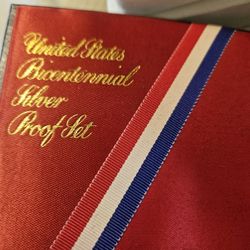 United States
Bicentennial
Silver
Proof Set